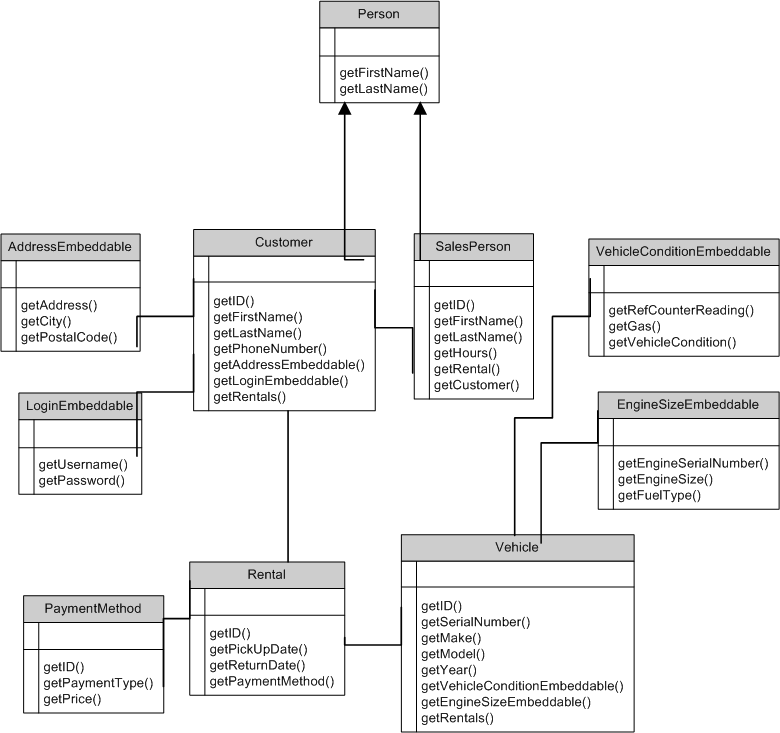 Person
getFirstName()
getLastName()
AddressEmbeddable
getAddress()
getCity()
getPostalCode()
Customer
getID()
getFirstName()
getLastName()
getPhoneNumber()
getAddressEmbeddable()
getLoginEmbeddable()
getRentals()
SalesPerson
getID()
getFirstName()
getLastName()
getHours()
getRental()
getCustomer()
VehicleConditionEmbeddable
getRefCounterReading()
getGas()
getVehicleCondition()
LoginEmbeddable
getUsername()
getPassword()
EngineSizeEmbeddable
getEngineSerialNumber()
getEngineSize()
getFuelType()
PaymentMethod
getID()
getPaymentType()
getPrice()
Rental
getID()
getPickUpDate()
getReturnDate()
getPaymentMethod()
Vehicle
getID()
getSerialNumber()
getMake()
getModel()
getYear()
getVehicleConditionEmbeddable()
getEngineSizeEmbeddable()
getRentals()